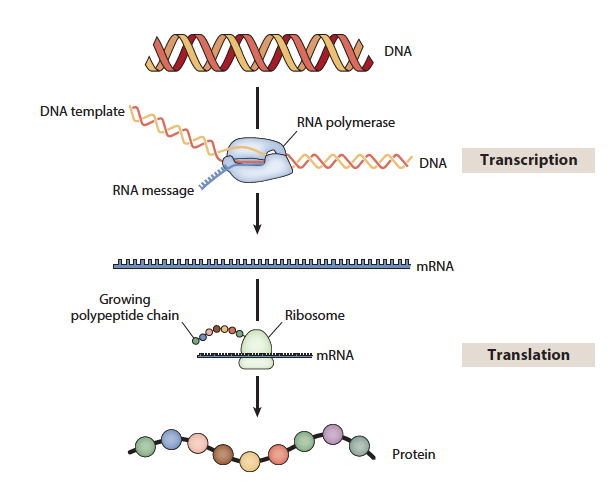 DNA
DNA template
RNA polymerase
DNA
Transcription
RNA message
mRNA
Growing
polypeptide chain
Ribosome
mRNA
Translation
Protein